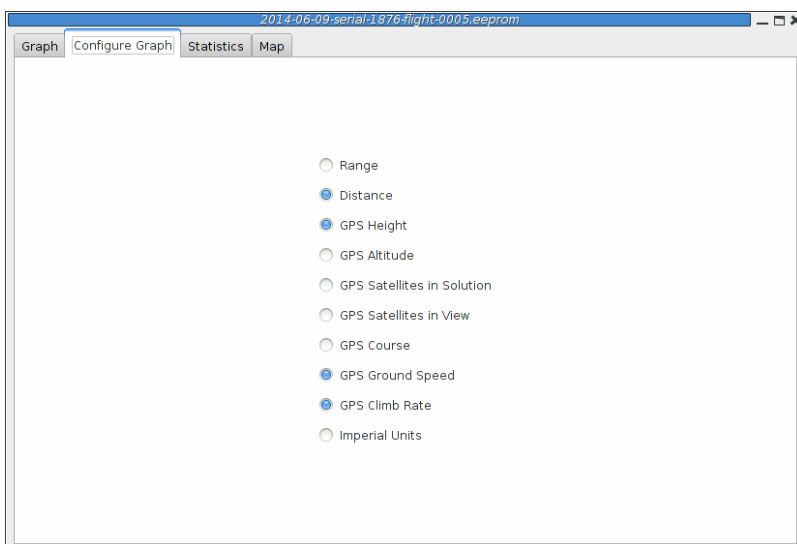 2014-06-09-serial-1876-flight-0005.eeprom
Graph Configure Graph Statistics Map
Range
Distance
GPS Height
GPS Altitude
GPS Satellites in Solution
GPS Satellites in View
GPS Course
GPS Ground Speed
GPS Climb Rate
Imperial Units